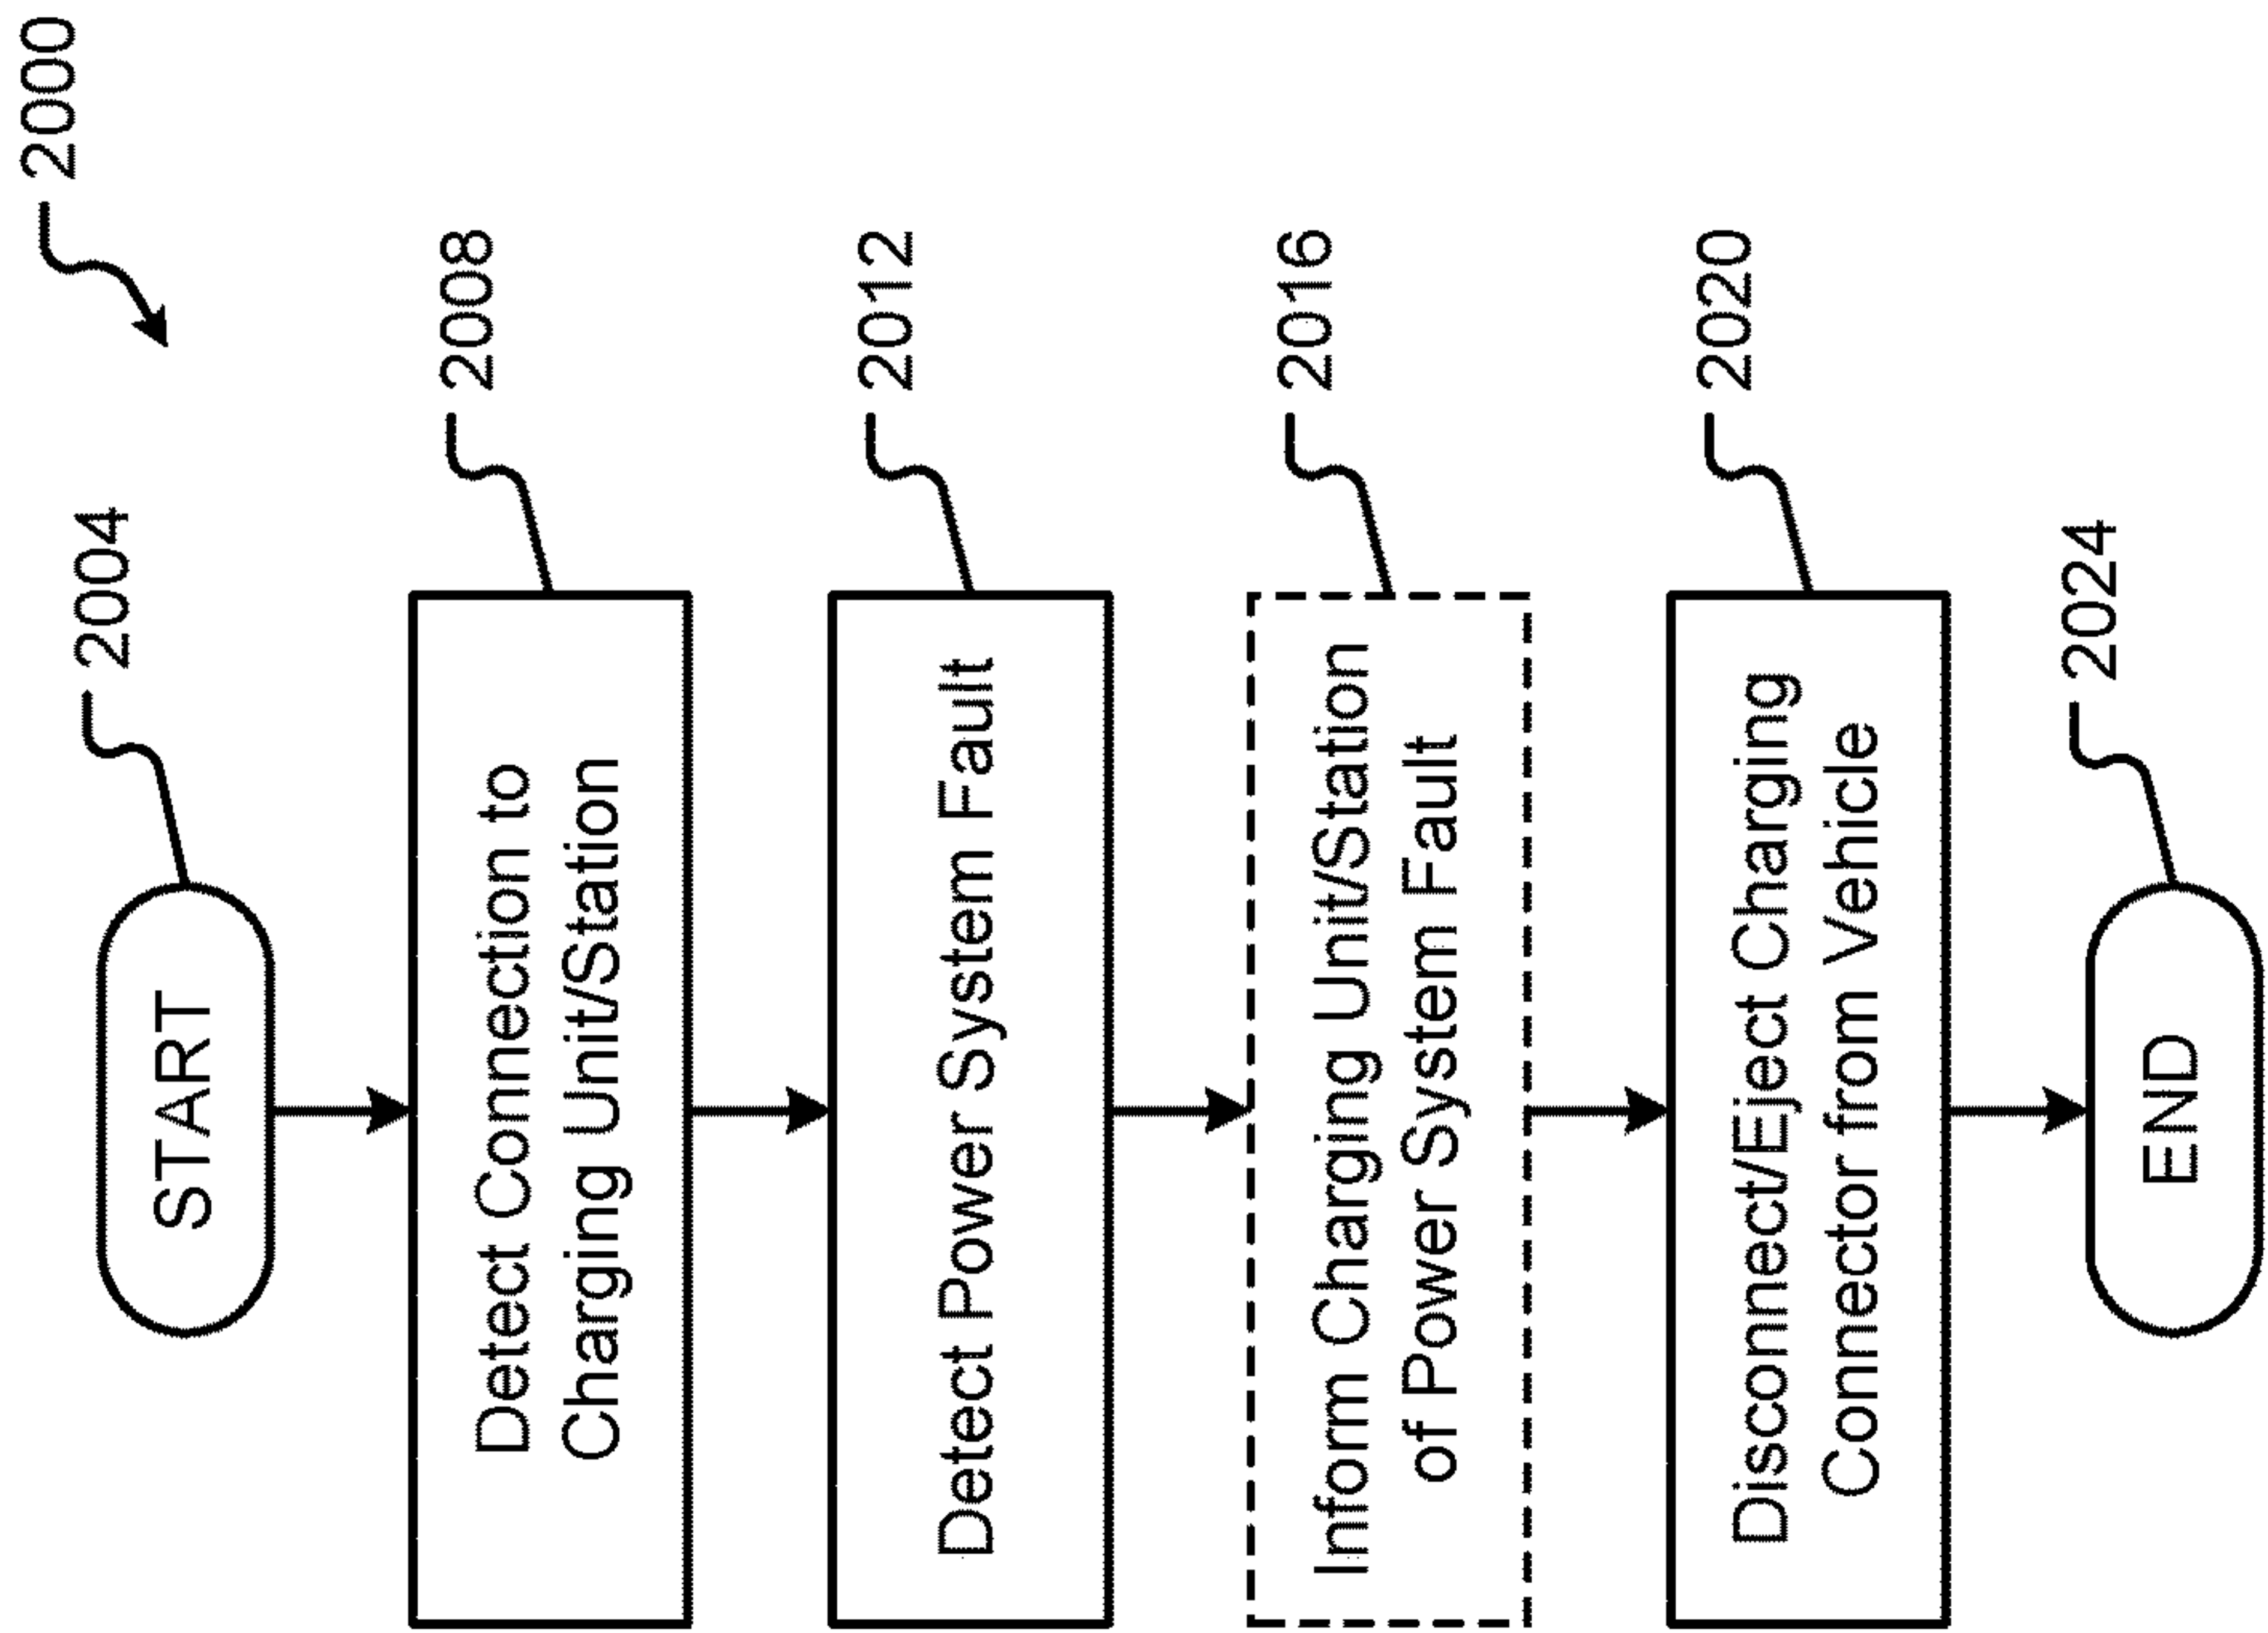 2000
START
2004
Detect Connection to
Charging Unit/Station
2008
Detect Power System Fault
2012
Inform Charging Unit/Station
of Power System Fault
2016
Disconnect/Eject Charging
Connector from Vehicle
2020
END
2024